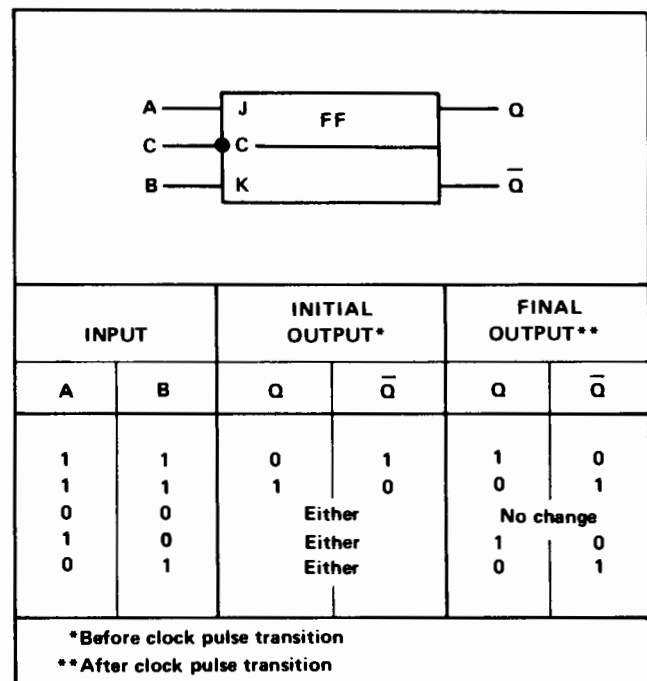 A J FF Q
C C
B K Q̅
INPUT INITIAL OUTPUT* FINAL OUTPUT**
A B Q Q̅ Q Q̅
1 1 0 1 1 0
1 1 1 0 0 1
0 0 Either No change
1 0 Either 1 0
0 1 Either 0 1
*Before clock pulse transition
**After clock pulse transition